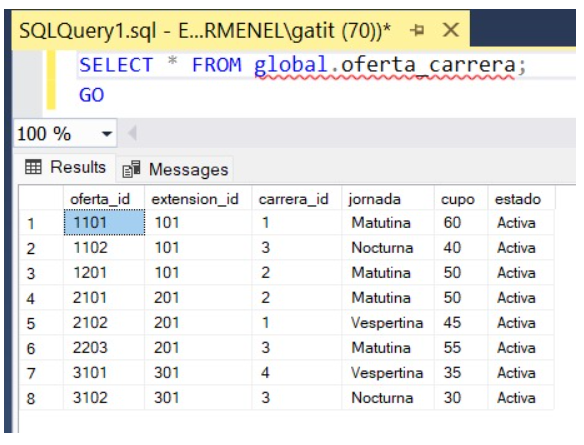 SQLQuery1.sql - E...RMENEL\gatit (70))*
SELECT * FROM global.oferta_carrera;
GO
100 %
Results Messages
oferta_id extension_id carrera_id jornada cupo estado
1 1101 101 1 Matutina 60 Activa
2 1102 101 3 Nocturna 40 Activa
3 1201 101 2 Matutina 50 Activa
4 2101 201 2 Matutina 50 Activa
5 2102 201 1 Vespertina 45 Activa
6 2203 201 3 Matutina 55 Activa
7 3101 301 4 Vespertina 35 Activa
8 3102 301 3 Nocturna 30 Activa